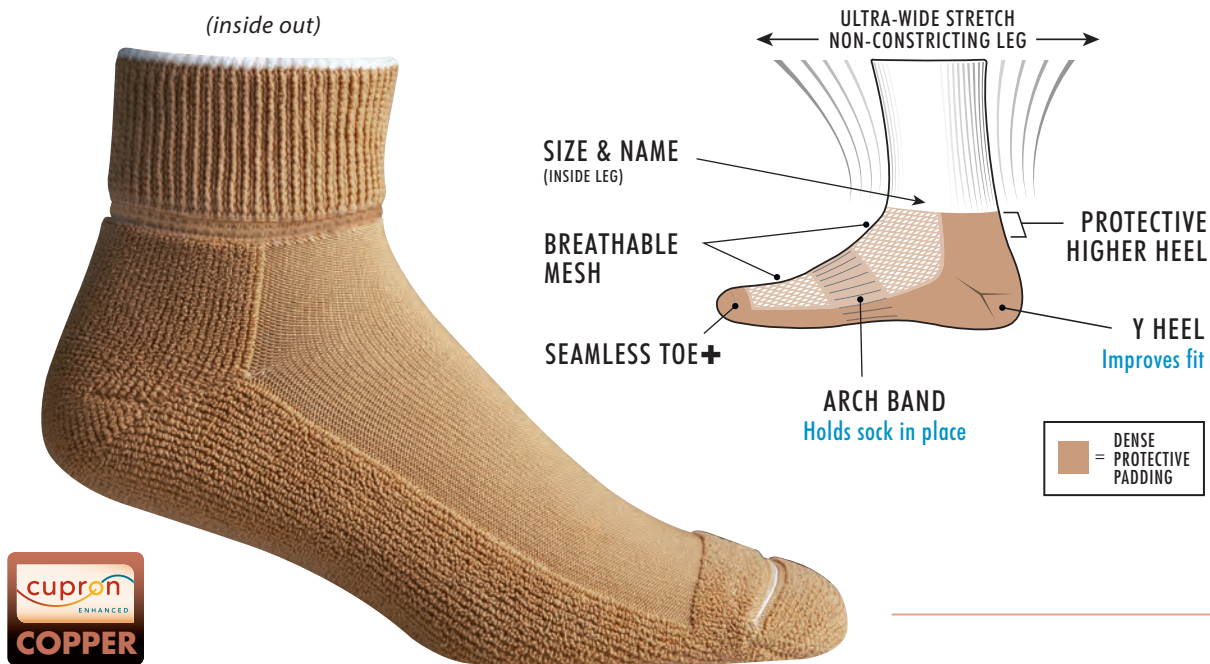 (inside out)
ULTRA-WIDE STRETCH
NON-CONSTRICTING LEG
SIZE & NAME
(INSIDE LEG)
BREATHABLE
MESH
PROTECTIVE
HIGHER HEEL
SEAMLESS TOE+
Y HEEL
Improves fit
ARCH BAND
Holds sock in place
= DENSE
PROTECTIVE
PADDING
cupron
ENHANCED
COPPER